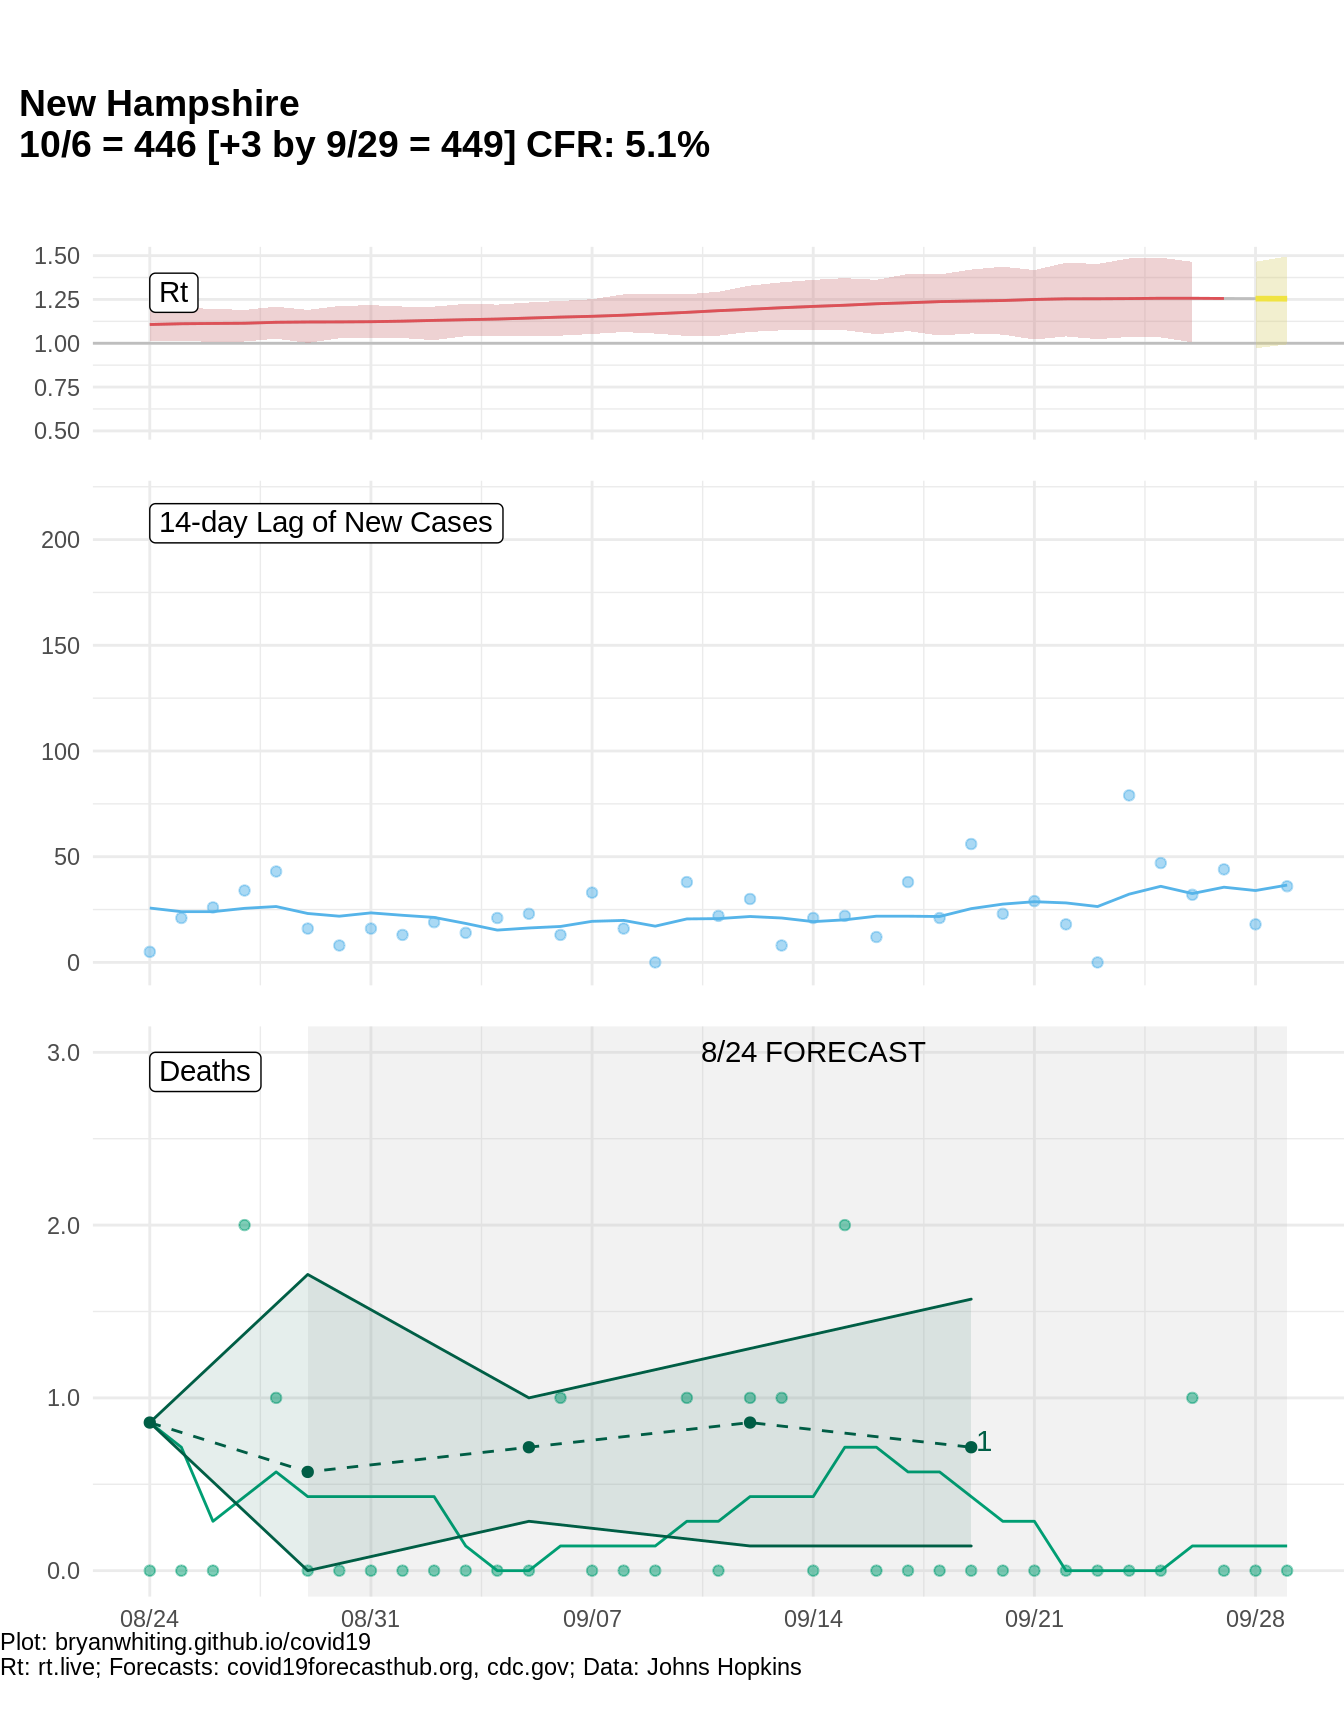 New Hampshire
10/6 = 446 [+3 by 9/29 = 449] CFR: 5.1%
1.50
Rt
1.25
1.00
0.75
0.50
14-day Lag of New Cases
200
150
100
50
0
8/24 FORECAST
3.0
Deaths
2.0
1.0
1
0.0
08/24 08/31 09/07 09/14 09/21 09/28
Plot: bryanwhiting.github.io/covid19
Rt: rt.live; Forecasts: covid19forecasthub.org, cdc.gov; Data: Johns Hopkins